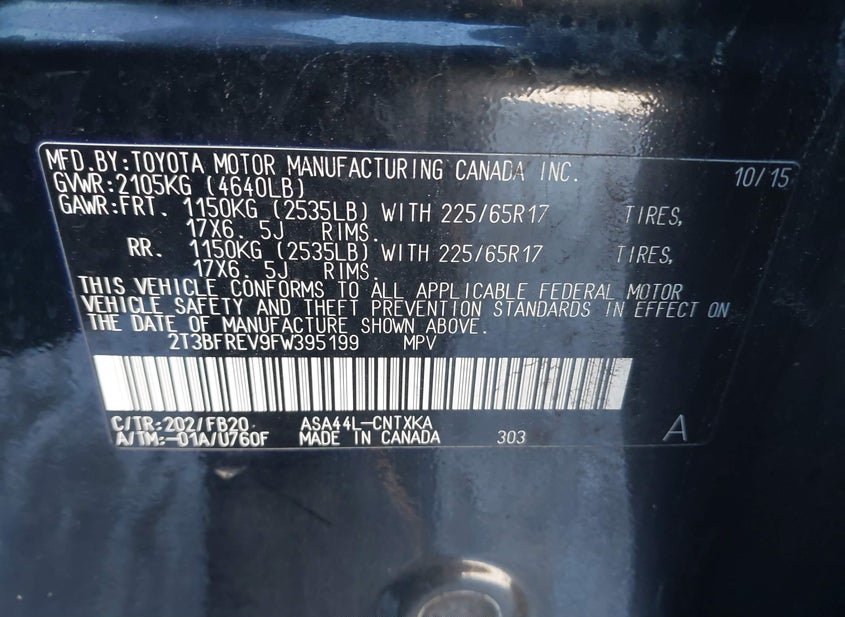 MFD.BY:TOYOTA MOTOR MANUFACTURING CANADA INC. 10/15
GVWR:2105KG (4640LB)
GAWR:FRT. 1150KG (2535LB) WITH 225/65R17 TIRES,
17X6. 5J RIMS.
RR. 1150KG (2535LB) WITH 225/65R17 TIRES,
17X6. 5J RIMS.
THIS VEHICLE CONFORMS TO ALL APPLICABLE FEDERAL MOTOR
VEHICLE SAFETY AND THEFT PREVENTION STANDARDS IN EFFECT ON
THE DATE OF MANUFACTURE SHOWN ABOVE.
2T3BFREV9FW395199 MPV
C/TR:202/FB20 ASA44L-CNTXKA
A/TM:-01A/U760F MADE IN CANADA 303 A